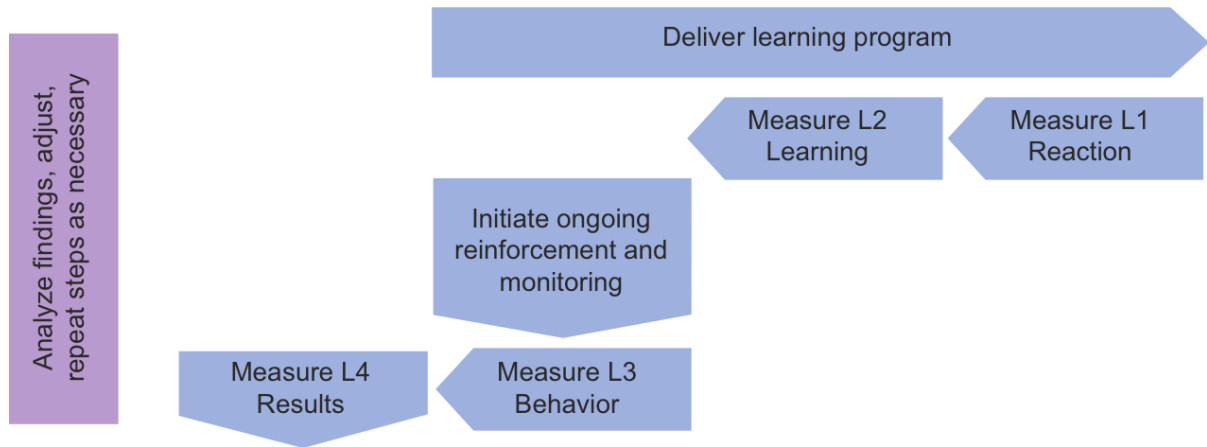 Deliver learning program
Analyze findings, adjust,
repeat steps as necessary
Measure L2
Learning
Measure L1
Reaction
Initiate ongoing
reinforcement and
monitoring
Measure L4
Results
Measure L3
Behavior